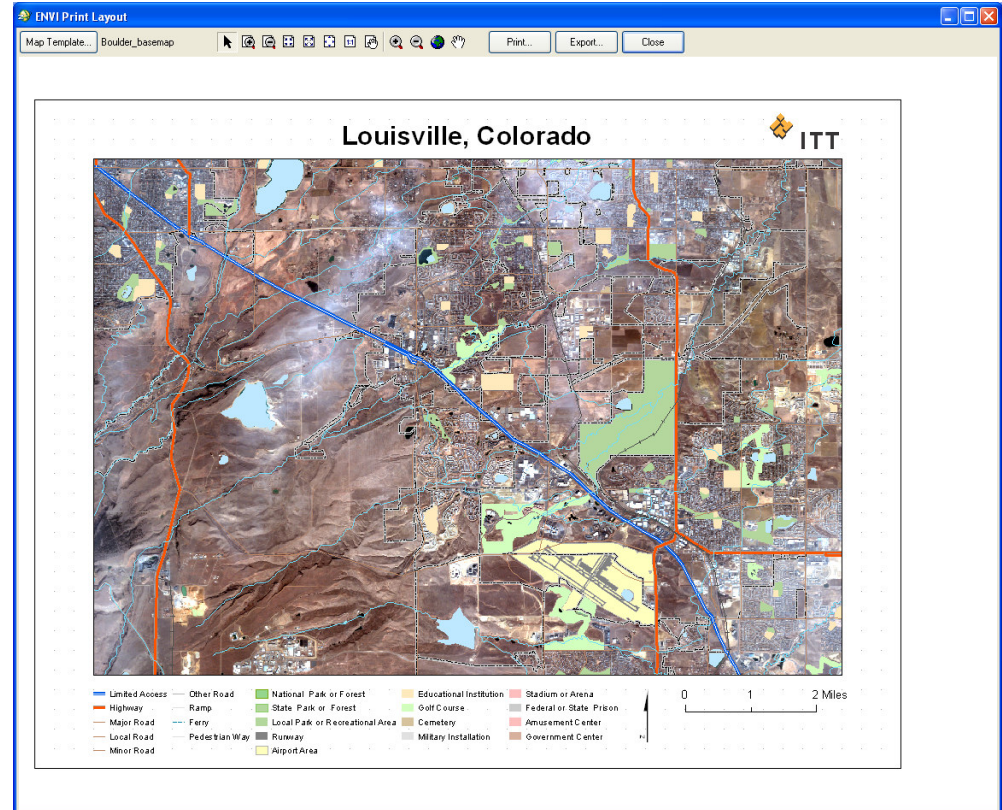 ENVI Print Layout
Map Template... Boulder_basemap 1:1 Print... Export... Close
Louisville, Colorado
ITT
Limited Access Other Road National Park or Forest Educational Institution Stadium or Arena 0 1 2 Miles
Highway Ramp State Park or Forest Golf Course Federal or State Prison
Major Road Ferry Local Park or Recreational Area Cemetery Amusement Center
Local Road Pedestrian Way Runway Military Installation Government Center
Minor Road Airport Area